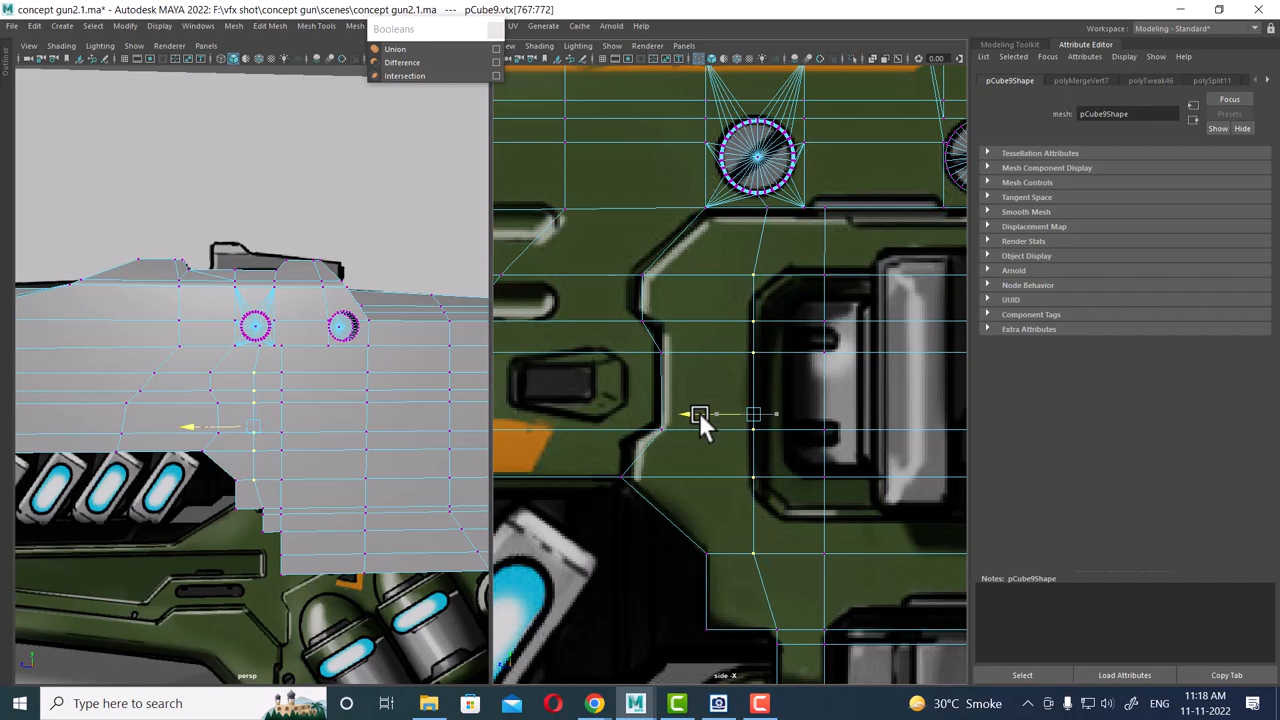 concept gun2.1.ma* - Autodesk MAYA 2022: F:\vfx shot\concept gun\scenes\concept gun2.1.ma --- pCube9.vtx[767:772]
File Edit Create Select Modify Display Windows Mesh Edit Mesh Mesh Tools UV Generate Cache Arnold Help
Workspace: Modeling - Standard*
Booleans
Union
Difference
Intersection
View Shading Lighting Show Renderer Panels
Shading Lighting Show Renderer Panels
0.00
Outliner
Modeling Toolkit Attribute Editor
List Selected Focus Attributes Display Show Help
pCube9Shape polyMergeVert7 polyTweak46 polySplit11
mesh: pCube9Shape
Focus
Presets
Show Hide
Tessellation Attributes
Mesh Component Display
Mesh Controls
Tangent Space
Smooth Mesh
Displacement Map
Render Stats
Object Display
Arnold
Node Behavior
UUID
Component Tags
Extra Attributes
Notes: pCube9Shape
Select Load Attributes Copy Tab
persp
side -X
Type here to search
30°C Smoke
ENG
11:18 AM
11-11-2022